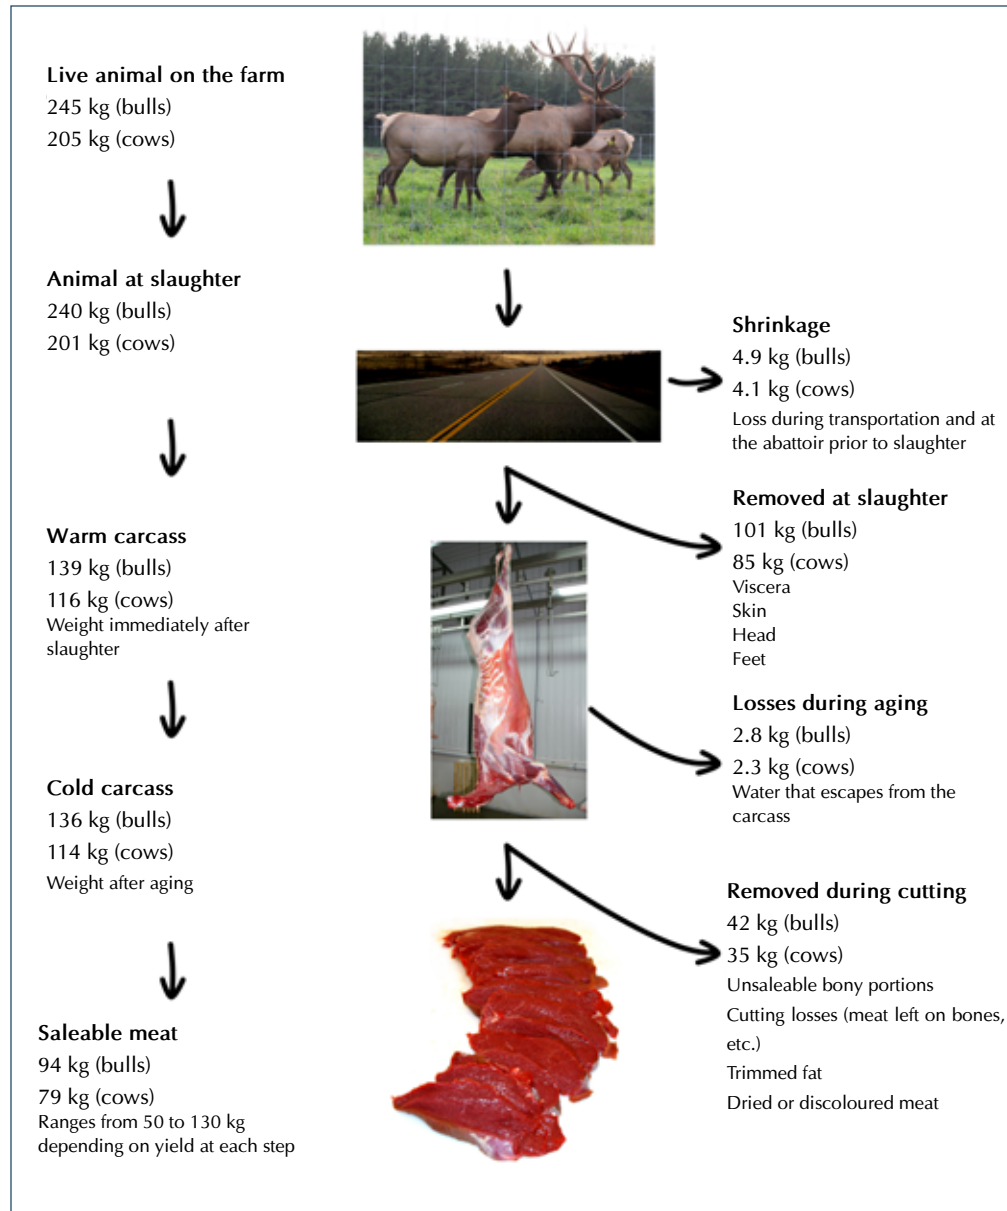 Live animal on the farm
245 kg (bulls)
205 kg (cows)
Animal at slaughter
240 kg (bulls)
201 kg (cows)
Shrinkage
4.9 kg (bulls)
4.1 kg (cows)
Loss during transportation and at
the abattoir prior to slaughter
Removed at slaughter
101 kg (bulls)
85 kg (cows)
Viscera
Skin
Head
Feet
Warm carcass
139 kg (bulls)
116 kg (cows)
Weight immediately after
slaughter
Losses during aging
2.8 kg (bulls)
2.3 kg (cows)
Water that escapes from the
carcass
Cold carcass
136 kg (bulls)
114 kg (cows)
Weight after aging
Removed during cutting
42 kg (bulls)
35 kg (cows)
Unsaleable bony portions
Cutting losses (meat left on bones,
etc.)
Trimmed fat
Dried or discoloured meat
Saleable meat
94 kg (bulls)
79 kg (cows)
Ranges from 50 to 130 kg
depending on yield at each step